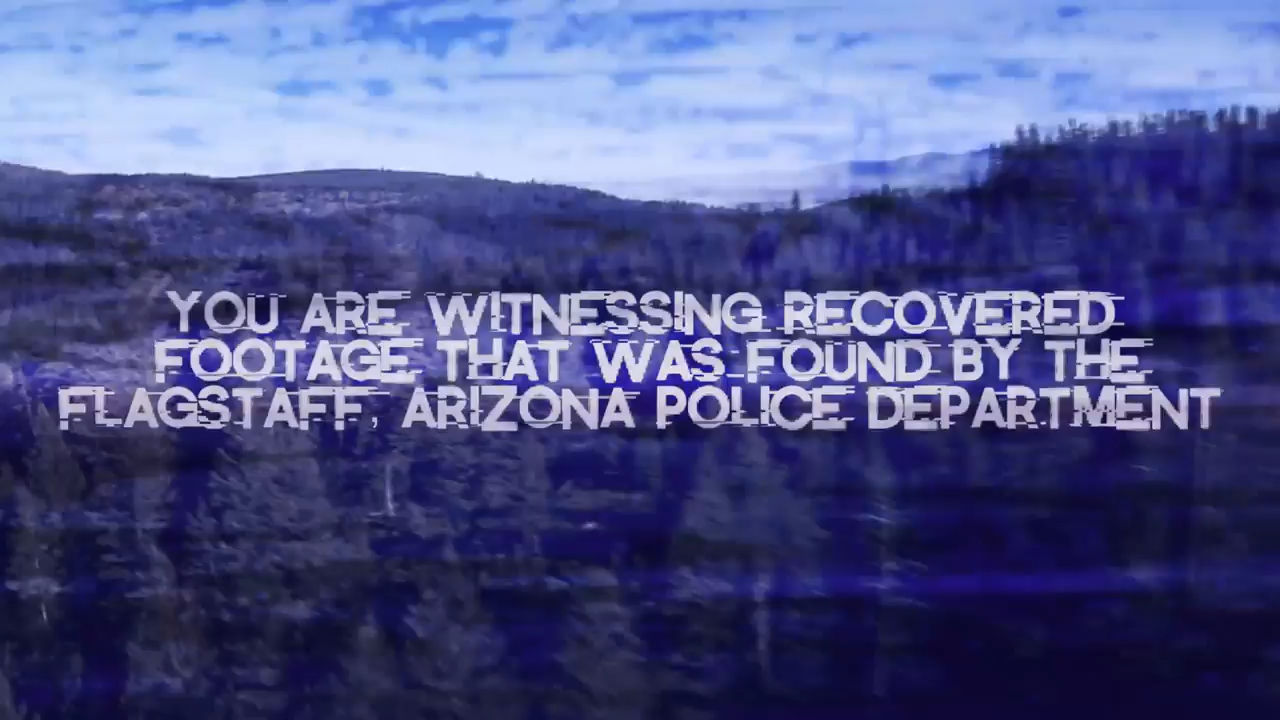 YOU ARE WITNESSING RECOVERED
FOOTAGE THAT WAS FOUND BY THE
FLAGSTAFF, ARIZONA POLICE DEPARTMENT